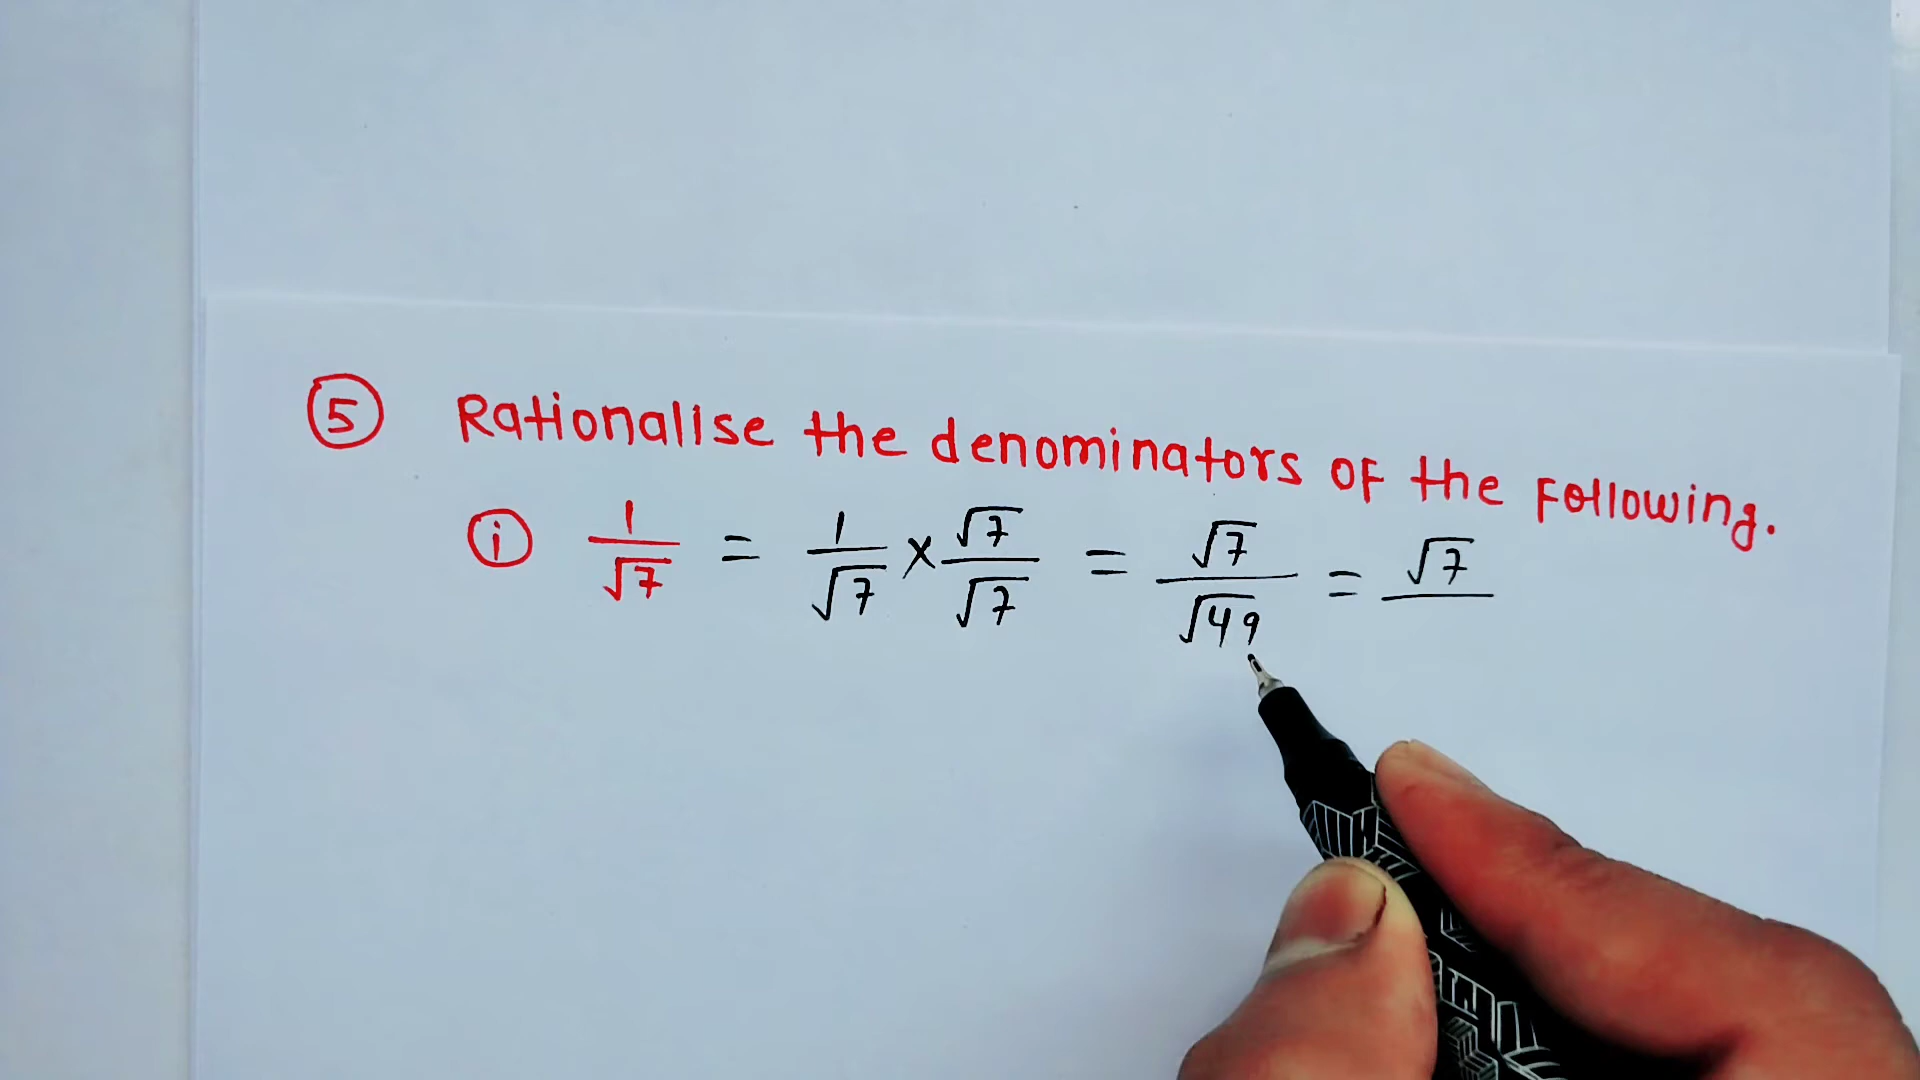 5 Rationalise the denominators of the following.
i 1/√7 = 1/√7 × √7/√7 = √7/√49 = √7/